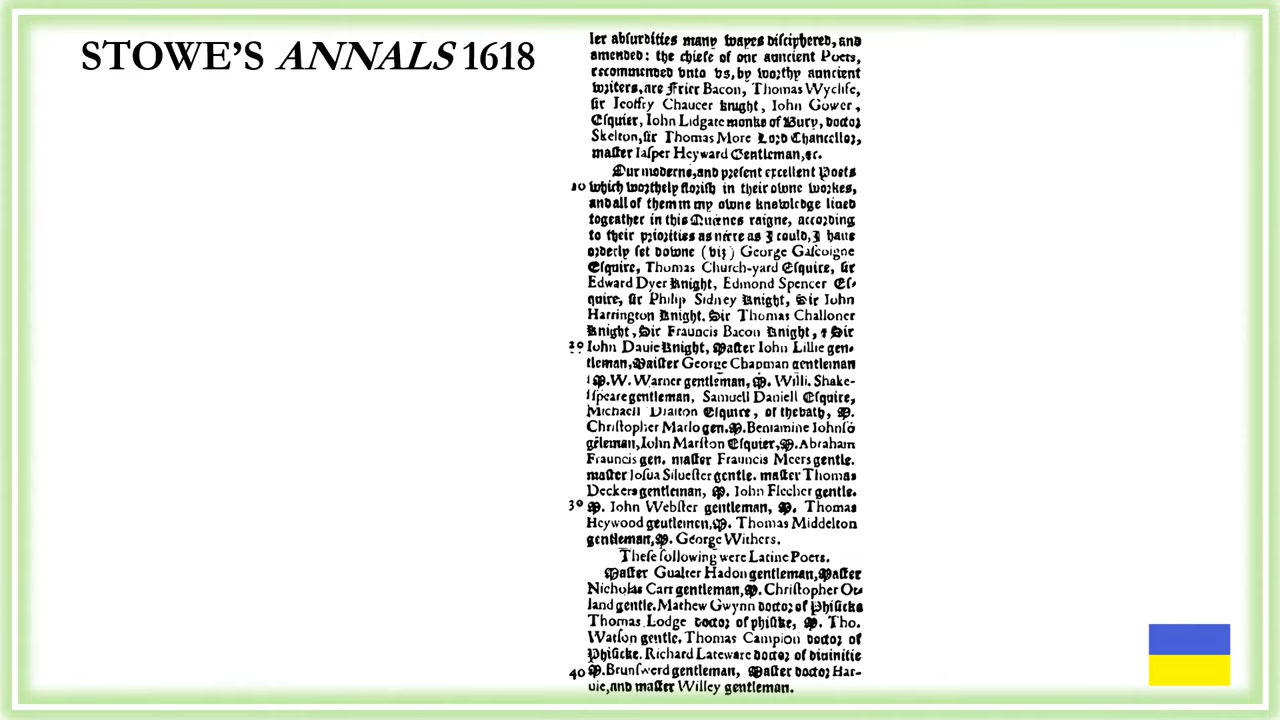 STOWE'S ANNALS 1618
ler absurdities many wayes disciphered, and
amended: the chiefe of our auncient Poets,
recommended vnto vs, by worthy auncient
writers, are Frier Bacon, Thomas Wyclife,
sir Ieoffry Chaucer knight, Iohn Gower,
Esquier, Iohn Lidgate monke of Bury, doctor
Skelton, sir Thomas More Lord Chancellor,
master Iasper Heyward Gentleman, &c.
Our moderne, and present excellent Poets
10 which worthely florish in their owne workes,
and all of them in my owne knowledge liued
togeather in this Queenes raigne, according
to their priorities as neere as I could, I haue
orderly set downe (viz) George Gascoigne
Esquire, Thomas Church-yard Esquire, sir
Edward Dyer Knight, Edmond Spencer Es-
quire, sir Philip Sidney Knight, Sir Iohn
Harrington Knight. Sir Thomas Challoner
Knight, Sir Frauncis Bacon Knight, & Sir
20 Iohn Dauie Knight, Master Iohn Lillie gen-
tleman, Maister George Chapman gentleman
M. W. Warner gentleman, M. Willi. Shake-
speare gentleman, Samuell Daniell Esquire,
Michaell Draiton Esquire, of the bath, M.
Christopher Marlo gen. M. Beniamine Iohnsō
gēleman, Iohn Marston Esquier, M. Abraham
Frauncis gen. master Frauncis Meers gentle.
master Iosua Siluester gentle. master Thomas
Deckers gentleman, M. Iohn Flecher gentle.
30 M. Iohn Webster gentleman, M. Thomas
Heywood gentlemen, M. Thomas Middelton
gentleman, M. George Withers.
These following were Latine Poets.
Master Gualter Hadon gentleman, Master
Nicholas Carr gentleman, M. Christopher Oc-
land gentle. Mathew Gwynn doctor of Phisicke
Thomas Lodge doctor of phisike, M. Tho.
Watson gentle. Thomas Campion doctor of
Phisicke. Richard Lateware doctor of diuinitie
40 M. Brunswerd gentleman, Master doctor Har-
uie, and master Willey gentleman.